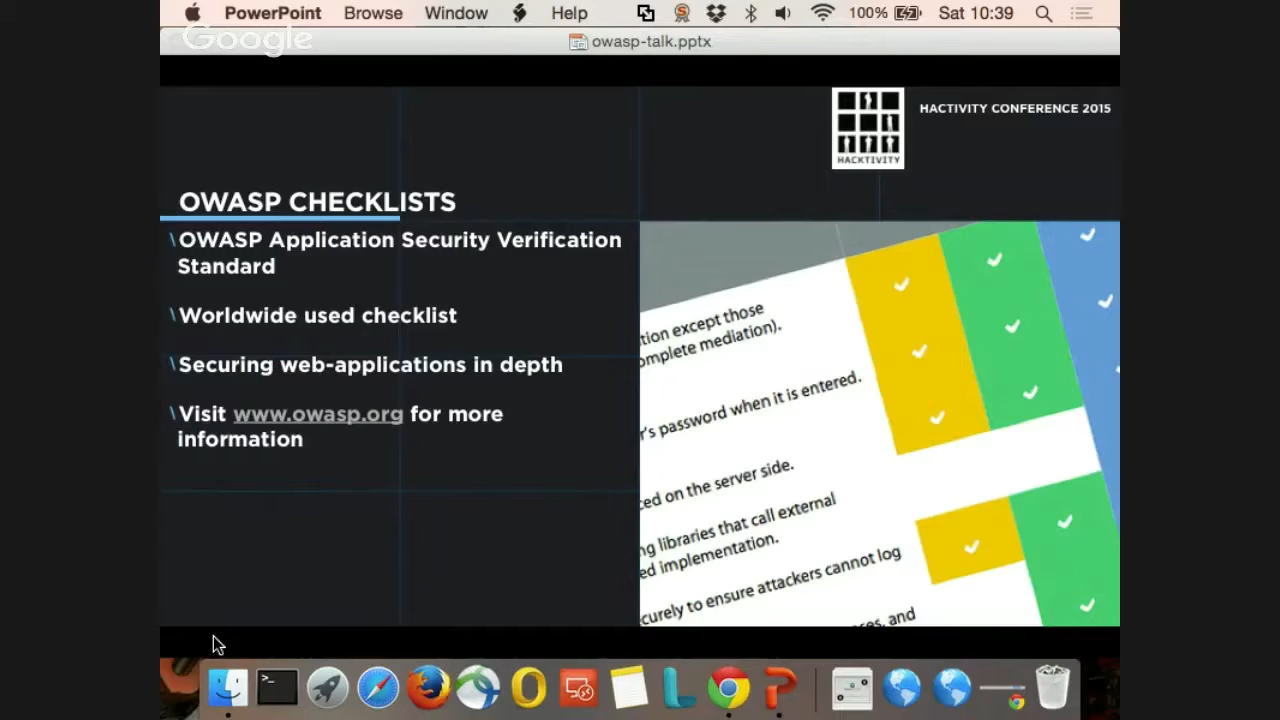 PowerPoint Browse Window Help 100% Sat 10:39
Google
owasp-talk.pptx
HACKTIVITY
HACTIVITY CONFERENCE 2015
OWASP CHECKLISTS
\OWASP Application Security Verification
Standard
\Worldwide used checklist
\Securing web-applications in depth
\Visit www.owasp.org for more
information
tion except those
omplete mediation).
r's password when it is entered.
ced on the server side.
ng libraries that call external
ed implementation.
curely to ensure attackers cannot log
ses, and